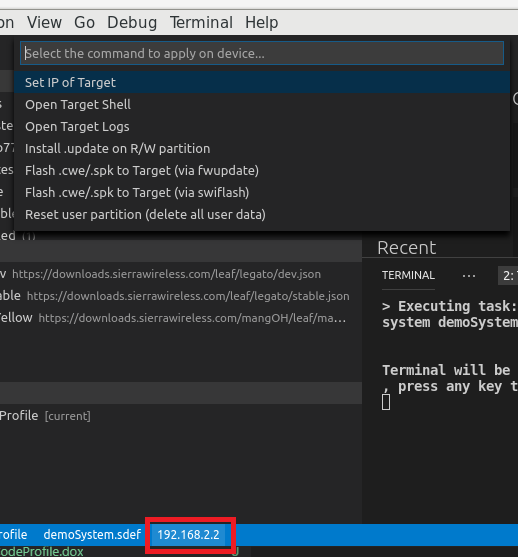 on View Go Debug Terminal Help
Select the command to apply on device...
Set IP of Target
Open Target Shell
Open Target Logs
Install .update on R/W partition
Flash .cwe/.spk to Target (via fwupdate)
Flash .cwe/.spk to Target (via swiflash)
Reset user partition (delete all user data)
Recent
TERMINAL ... 2:
v https://downloads.sierrawireless.com/leaf/legato/dev.json
able https://downloads.sierrawireless.com/leaf/legato/stable.json
ellow https://downloads.sierrawireless.com/mangOH/leaf/ma...
> Executing task:
system demoSystem
Terminal will be
, press any key t
Profile [current]
rofile demoSystem.sdef 192.168.2.2
odeProfile.dox U